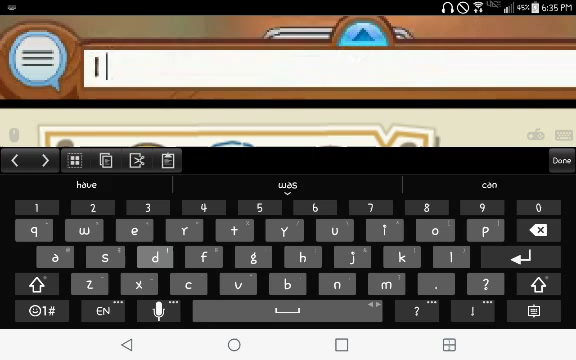 45% 6:35 PM
I
Done
have was can
1 2 3 4 5 6 7 8 9 0
q w e r t y u i o p
a s d f g h j k l
z x c v b n m . ?
☺1# EN ? !